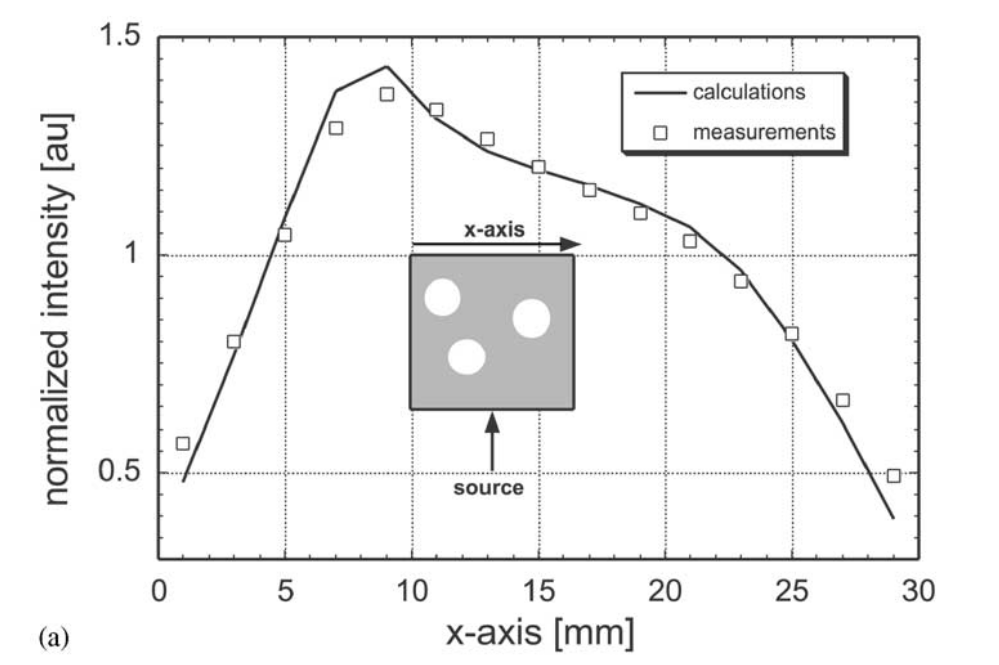 1.5
1
0.5
normalized intensity [au]
calculations
measurements
x-axis
source
0 5 10 15 20 25 30
x-axis [mm]
(a)